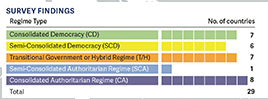 SURVEY FINDINGS
Regime Type No. of countries
Consolidated Democracy (CD) 7
Semi-Consolidated Democracy (SCD) 6
Transitional Government or Hybrid Regime (T/H) 7
Semi-Consolidated Authoritarian Regime (SCA) 1
Consolidated Authoritarian Regime (CA) 8
Total 29